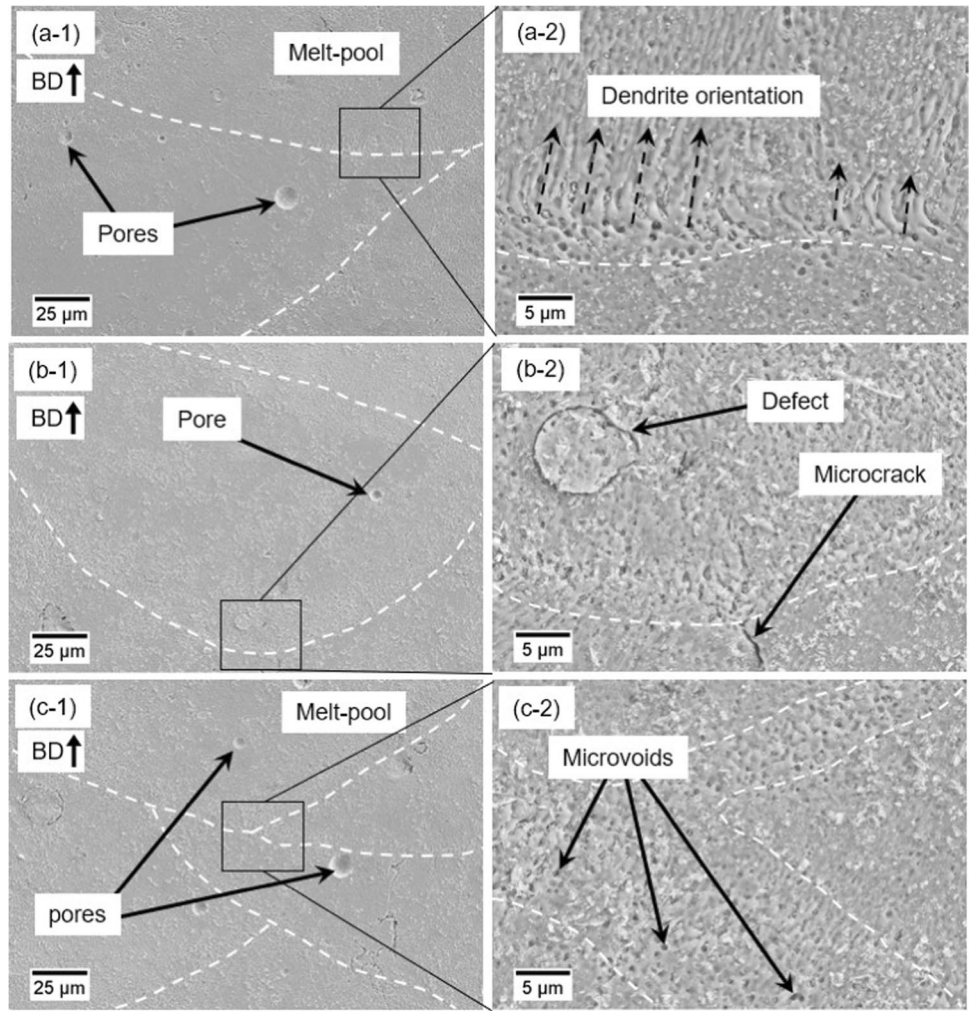 (a-1)
BD
Melt-pool
Pores
25 µm
(a-2)
Dendrite orientation
5 µm
(b-1)
BD
Pore
25 µm
(b-2)
Defect
Microcrack
5 µm
(c-1)
BD
Melt-pool
pores
25 µm
(c-2)
Microvoids
5 µm